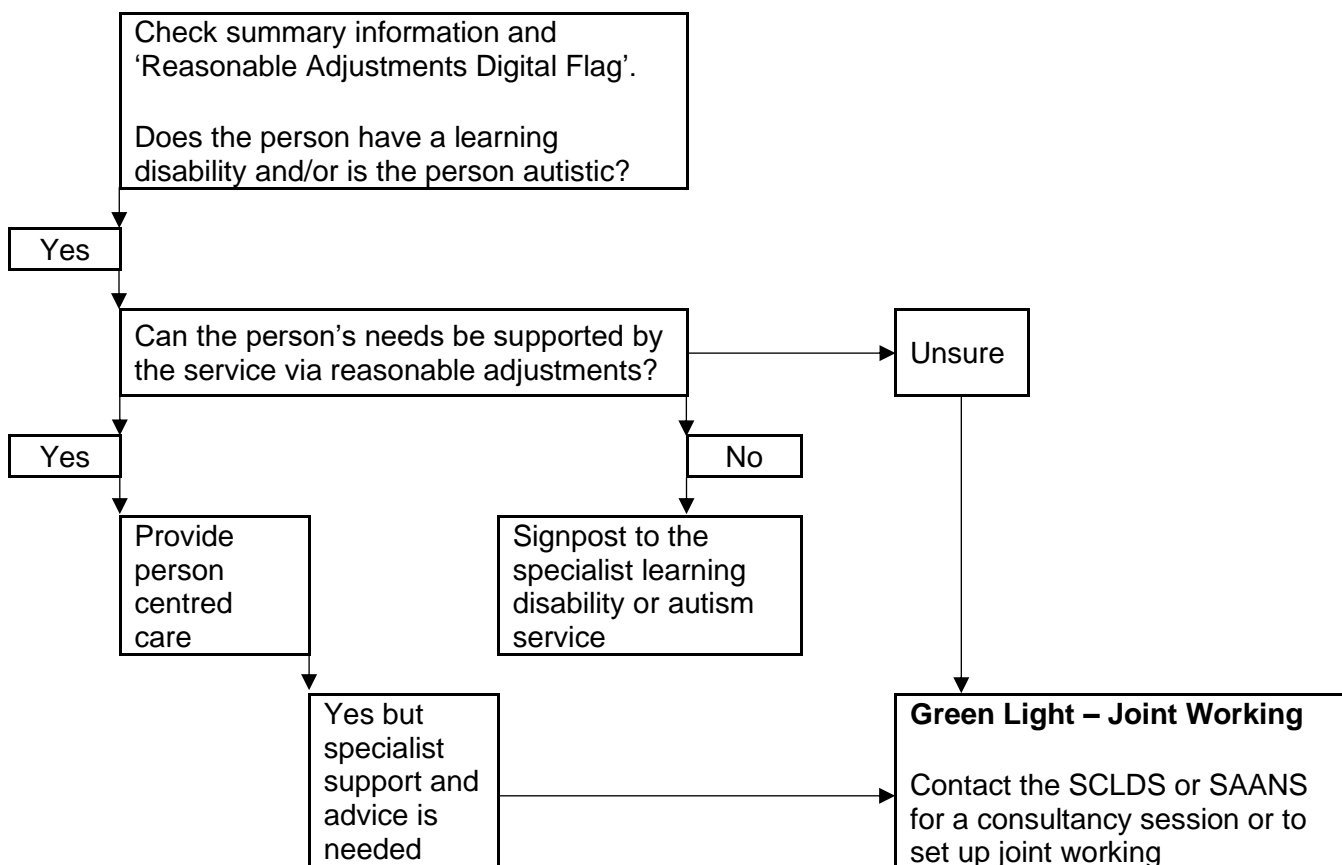 Check summary information and
‘Reasonable Adjustments Digital Flag’.
Does the person have a learning
disability and/or is the person autistic?
Yes
Can the person’s needs be supported by
the service via reasonable adjustments?
Unsure
Yes
No
Provide
person
centred
care
Signpost to the
specialist learning
disability or autism
service
Yes but
specialist
support and
advice is
needed
Green Light – Joint Working
Contact the SCLDS or SAANS
for a consultancy session or to
set up joint working